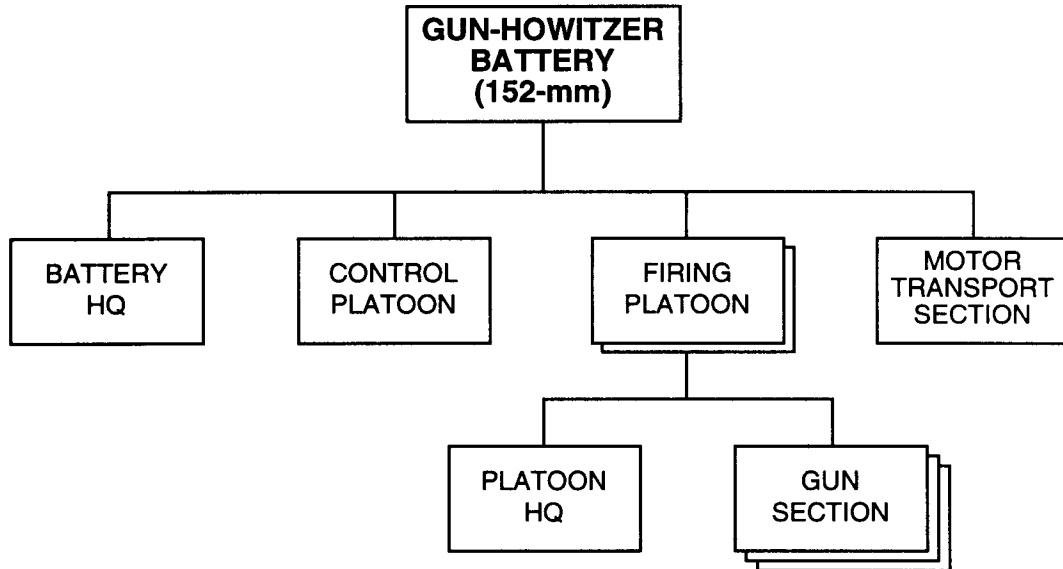 GUN-HOWITZER
BATTERY
(152-mm)
BATTERY
HQ
CONTROL
PLATOON
FIRING
PLATOON
MOTOR
TRANSPORT
SECTION
PLATOON
HQ
GUN
SECTION